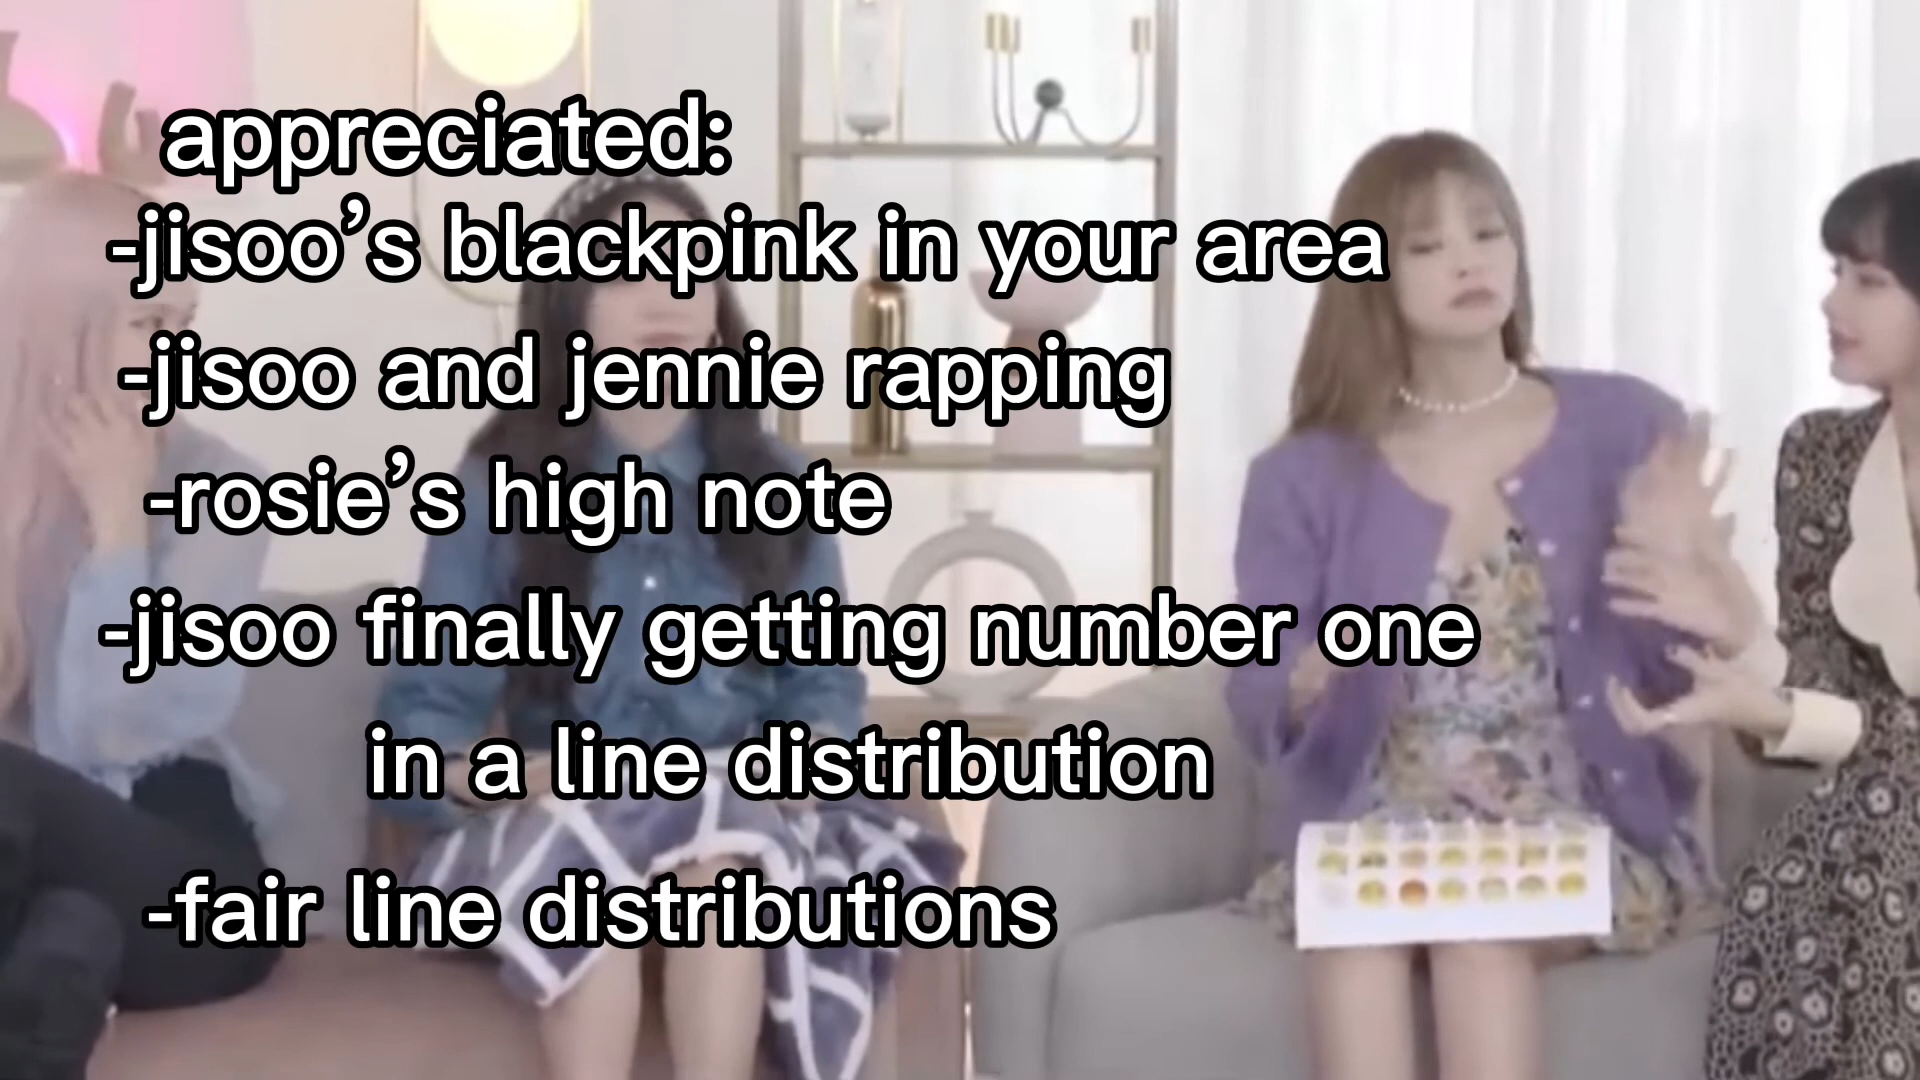 appreciated:
-jisoo’s blackpink in your area
-jisoo and jennie rapping
-rosie’s high note
-jisoo finally getting number one
in a line distribution
-fair line distributions